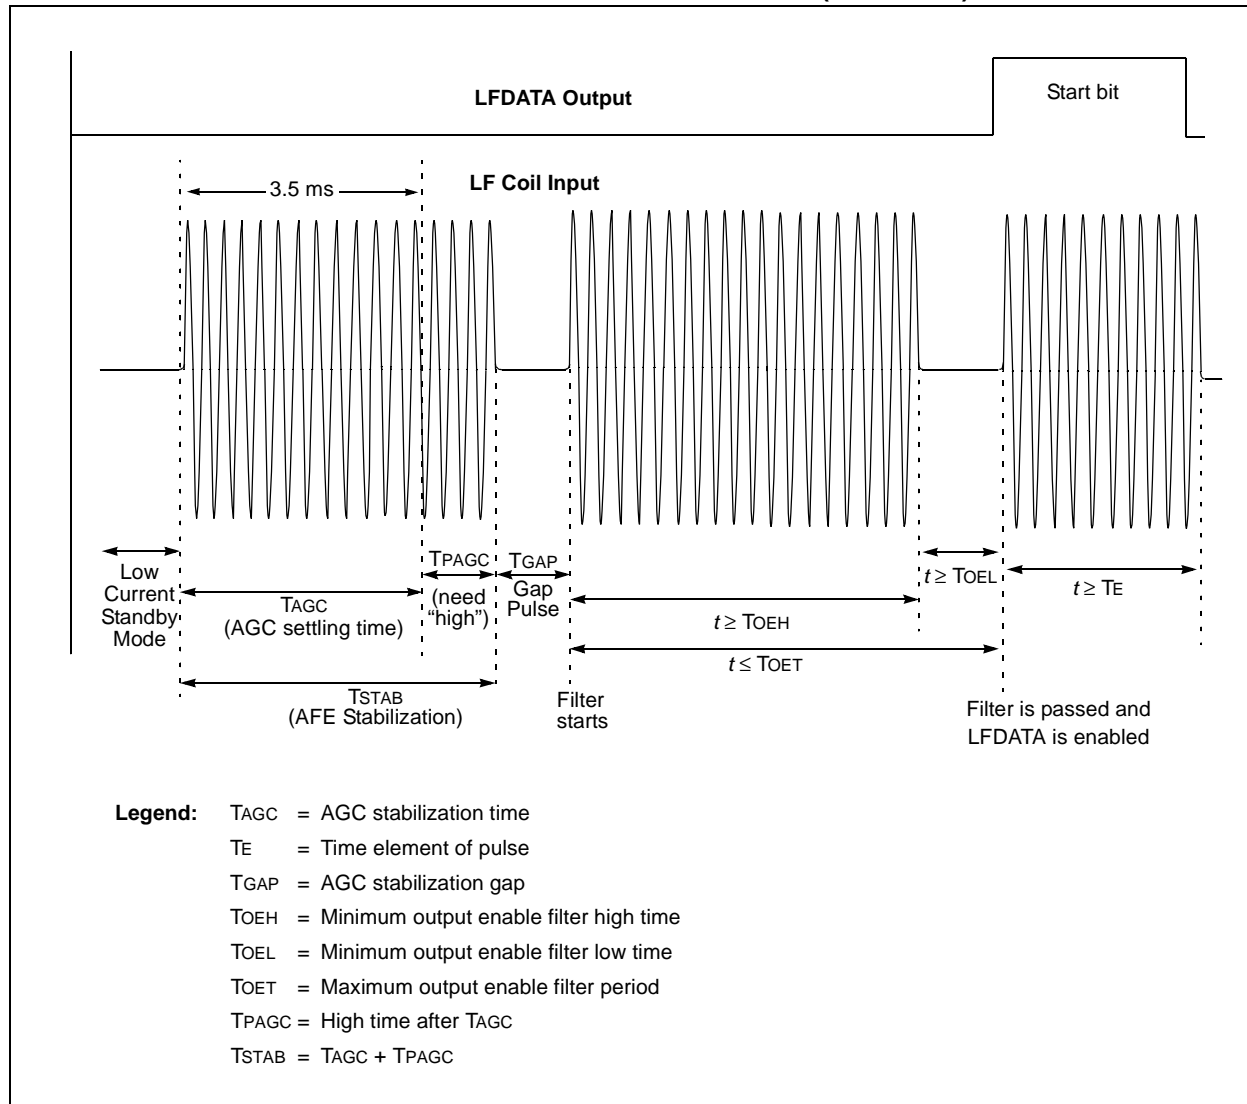 LFDATA Output
Start bit
3.5 ms
LF Coil Input
Low
Current
Standby
Mode
TAGC
(AGC settling time)
TPAGC
(need
“high”)
TGAP
Gap
Pulse
t ≥ TOEL
t ≥ TE
t ≥ TOEH
t ≤ TOET
TSTAB
(AFE Stabilization)
Filter
starts
Filter is passed and
LFDATA is enabled
Legend: TAGC = AGC stabilization time
TE = Time element of pulse
TGAP = AGC stabilization gap
TOEH = Minimum output enable filter high time
TOEL = Minimum output enable filter low time
TOET = Maximum output enable filter period
TPAGC = High time after TAGC
TSTAB = TAGC + TPAGC